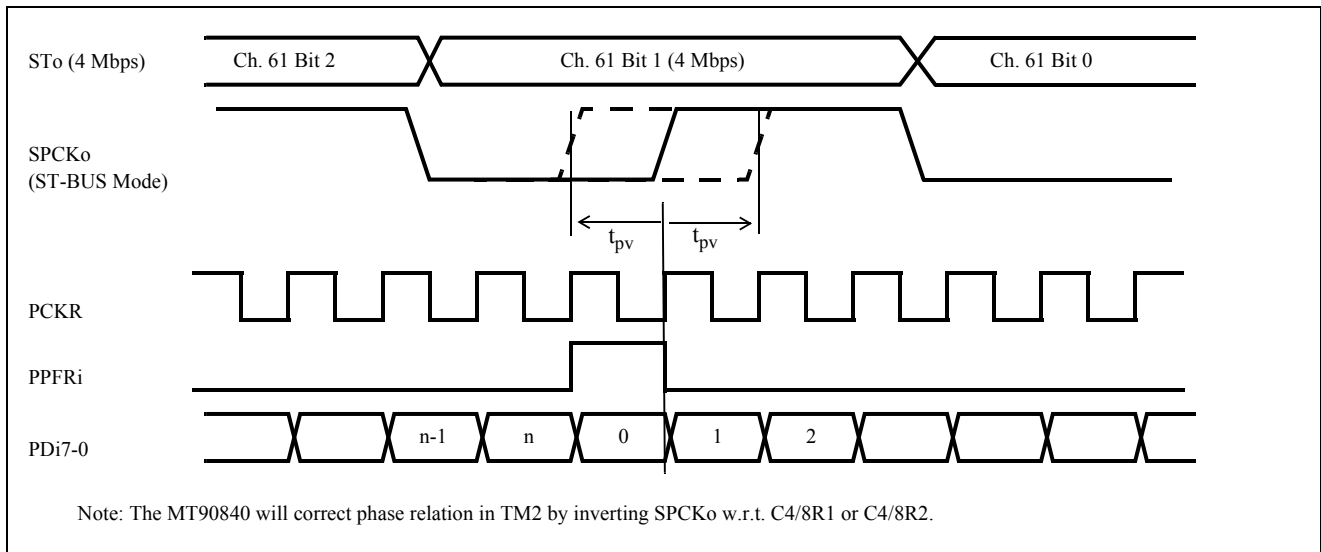 STo (4 Mbps)
Ch. 61 Bit 2
Ch. 61 Bit 1 (4 Mbps)
Ch. 61 Bit 0
SPCKo
(ST-BUS Mode)
tpv
tpv
PCKR
PPFRi
PDi7-0
n-1
n
0
1
2
Note: The MT90840 will correct phase relation in TM2 by inverting SPCKo w.r.t. C4/8R1 or C4/8R2.